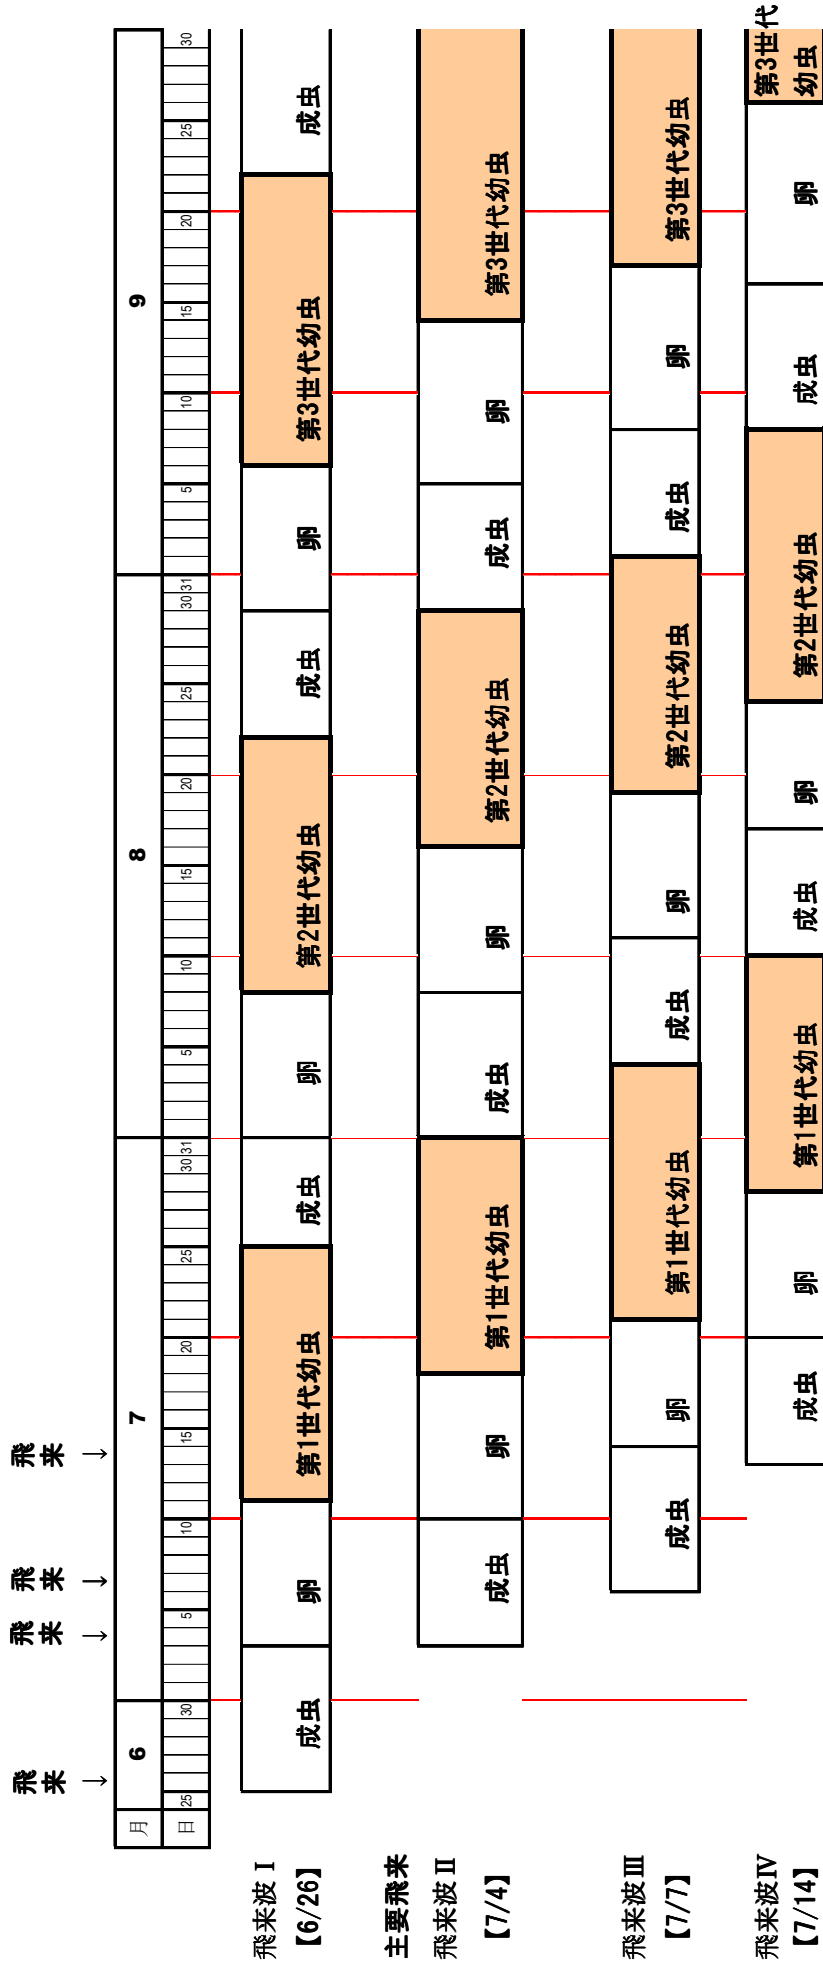 飛来 飛来 飛来 飛来
↓ ↓ ↓ ↓
月 6 7 8 9
日 25 30 5 10 15 20 25 30 31 5 10 15 20 25 30 31 5 10 15 20 25 30
飛来波Ⅰ
【6/26】
成虫 卵 第1世代幼虫 成虫 卵 第2世代幼虫 成虫 卵 第3世代幼虫 成虫
主要飛来
飛来波Ⅱ
【7/4】
成虫 卵 第1世代幼虫 成虫 卵 第2世代幼虫 成虫 卵 第3世代幼虫
飛来波Ⅲ
【7/7】
成虫 卵 第1世代幼虫 成虫 卵 第2世代幼虫 成虫 卵 第3世代幼虫
飛来波Ⅳ
【7/14】
成虫 卵 第1世代幼虫 成虫 卵 第2世代幼虫 成虫 卵 第3世代
幼虫